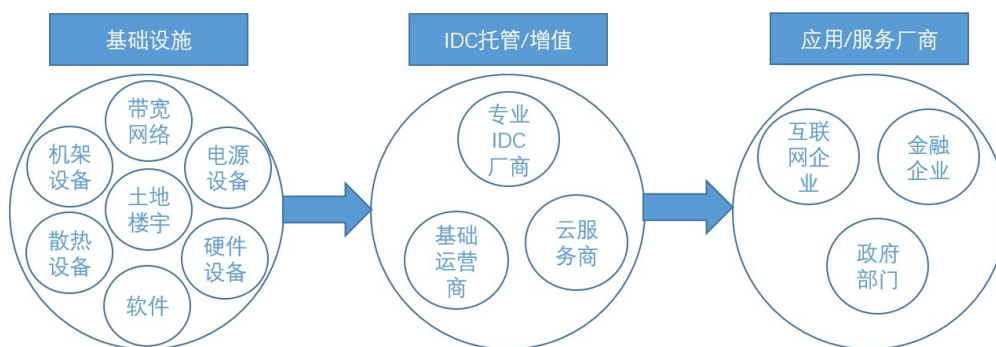 基础设施
IDC托管/增值
应用/服务厂商
带宽
网络
机架
设备
电源
设备
土地
楼宇
散热
设备
硬件
设备
软件
专业
IDC
厂商
基础
运营
商
云服
务商
互联
网企
业
金融
企业
政府
部门